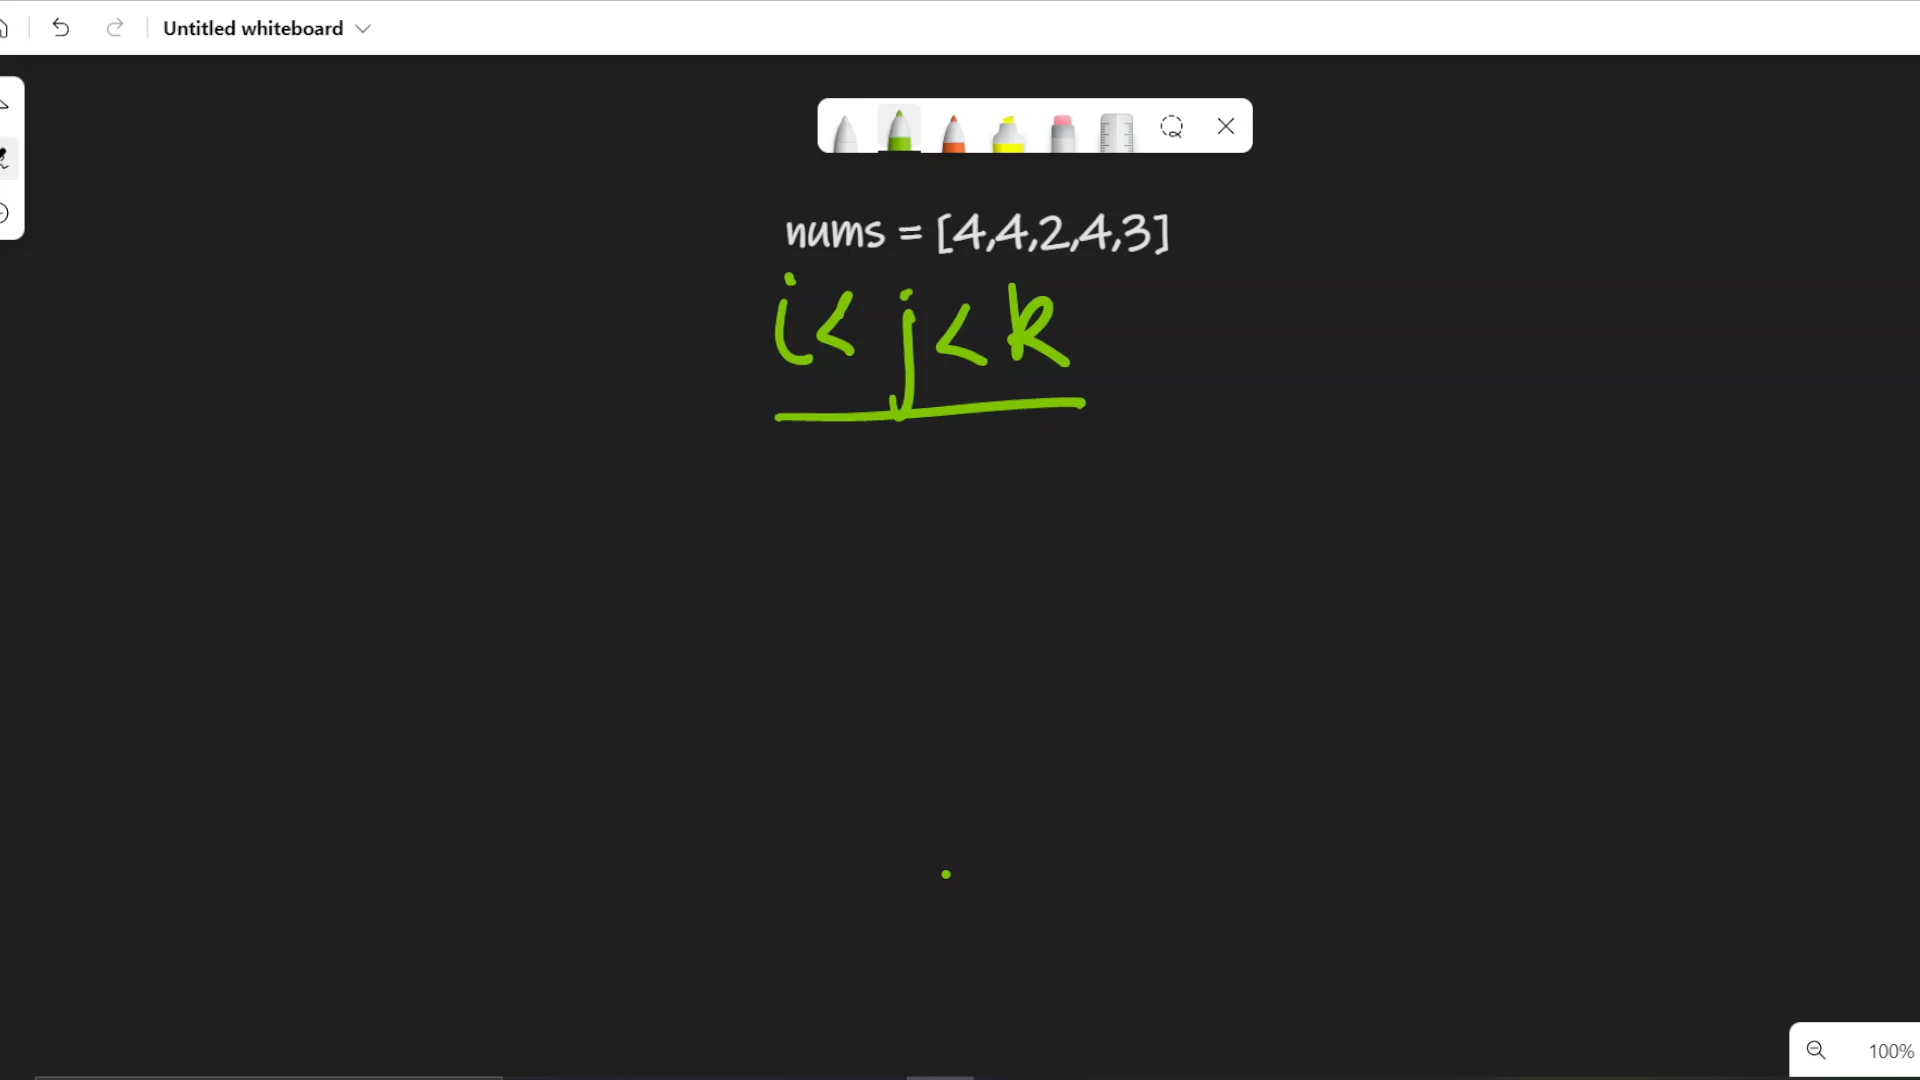 Untitled whiteboard
nums = [4,4,2,4,3]
i< j < k
100%